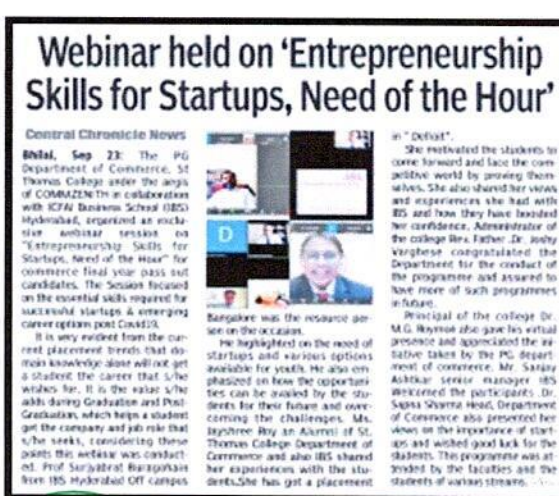 Webinar held on 'Entrepreneurship
Skills for Startups, Need of the Hour'
Central Chronicle News
Bhilai, Sep 23: The PG
Department of Commerce, St
Thomas College under the aegis
of COMMZENITH in collaboration
with ICFAI Business School (IBS)
Hyderabad, organized an exclu-
sive webinar session on
"Entrepreneurship Skills for
Startups, Need of the Hour" for
commerce final year pass out
candidates. The Session focused
on the essential skills required for
successful startups & emerging
career options post Covid19.
It is very evident from the cur-
rent placement trends that do-
main knowledge alone will not get
a student the career that s/he
wishes for. It is the value s/he
adds during Graduation and Post-
Graduation, which helps a student
get the company and job role that
s/he seeks, considering these
points this webinar was conduct-
ed. Prof Suryabrat Buragohain
from IBS Hyderabad Off campus
D
Bangalore was the resource per-
son on the occasion.
He highlighted on the need of
startups and various options
available for youth. He also em-
phasized on how the opportuni-
ties can be availed by the stu-
dents for their future and over-
coming the challenges. Ms.
Jayshree Roy an Alumni of St.
Thomas College Department of
Commerce and also IBS shared
her experiences with the stu-
dents.She has got a placement
in "
She motivated the students to
come forward and face the com-
petitive world by proving them-
selves. She also shared her views
and experiences she had with
IBS and how they have boosted
her confidence. Administrator of
the college Rev. Father .Dr. Joshy
Varghese congratulated the
Department for the conduct of
the programme and assured to
have more of such programmes
in future.
Principal of the college Dr.
M.G. Roymon also gave his virtual
presence and appreciated the ini-
tiative taken by the PG depart-
ment of commerce. Mr. Sanjay
Ashtkar senior manager IBS
Welcomed the participants .Dr.
Sapna Sharma Head, Department
of Commerce also presented her
views on the importance of start-
ups and wished good luck for the
students. This programme was at-
tended by the faculties and the
students of various streams.